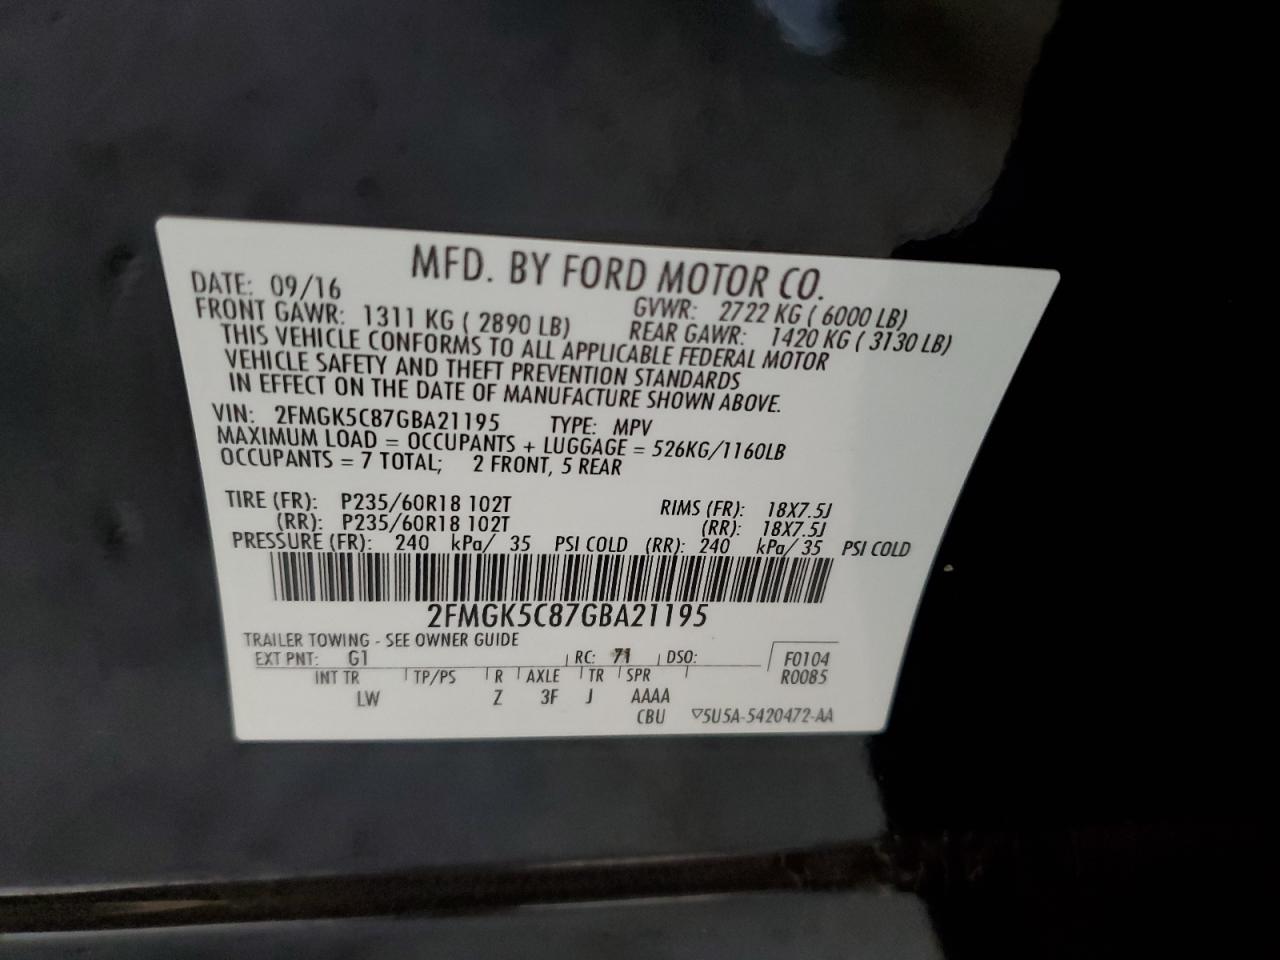 MFD. BY FORD MOTOR CO.
DATE: 09/16 GVWR: 2722 KG ( 6000 LB)
FRONT GAWR: 1311 KG ( 2890 LB) REAR GAWR: 1420 KG ( 3130 LB)
THIS VEHICLE CONFORMS TO ALL APPLICABLE FEDERAL MOTOR
VEHICLE SAFETY AND THEFT PREVENTION STANDARDS
IN EFFECT ON THE DATE OF MANUFACTURE SHOWN ABOVE.
VIN: 2FMGK5C87GBA21195 TYPE: MPV
MAXIMUM LOAD = OCCUPANTS + LUGGAGE = 526KG/1160LB
OCCUPANTS = 7 TOTAL; 2 FRONT, 5 REAR
TIRE (FR): P235/60R18 102T RIMS (FR): 18X7.5J
(RR): P235/60R18 102T (RR): 18X7.5J
PRESSURE (FR): 240 kPa/ 35 PSI COLD (RR): 240 kPa/ 35 PSI COLD
2FMGK5C87GBA21195
TRAILER TOWING - SEE OWNER GUIDE
EXT PNT: G1 RC: 71 DSO: F0104
INT TR TP/PS R AXLE TR SPR R0085
LW Z 3F J AAAA
CBU ▽5U5A-5420472-AA